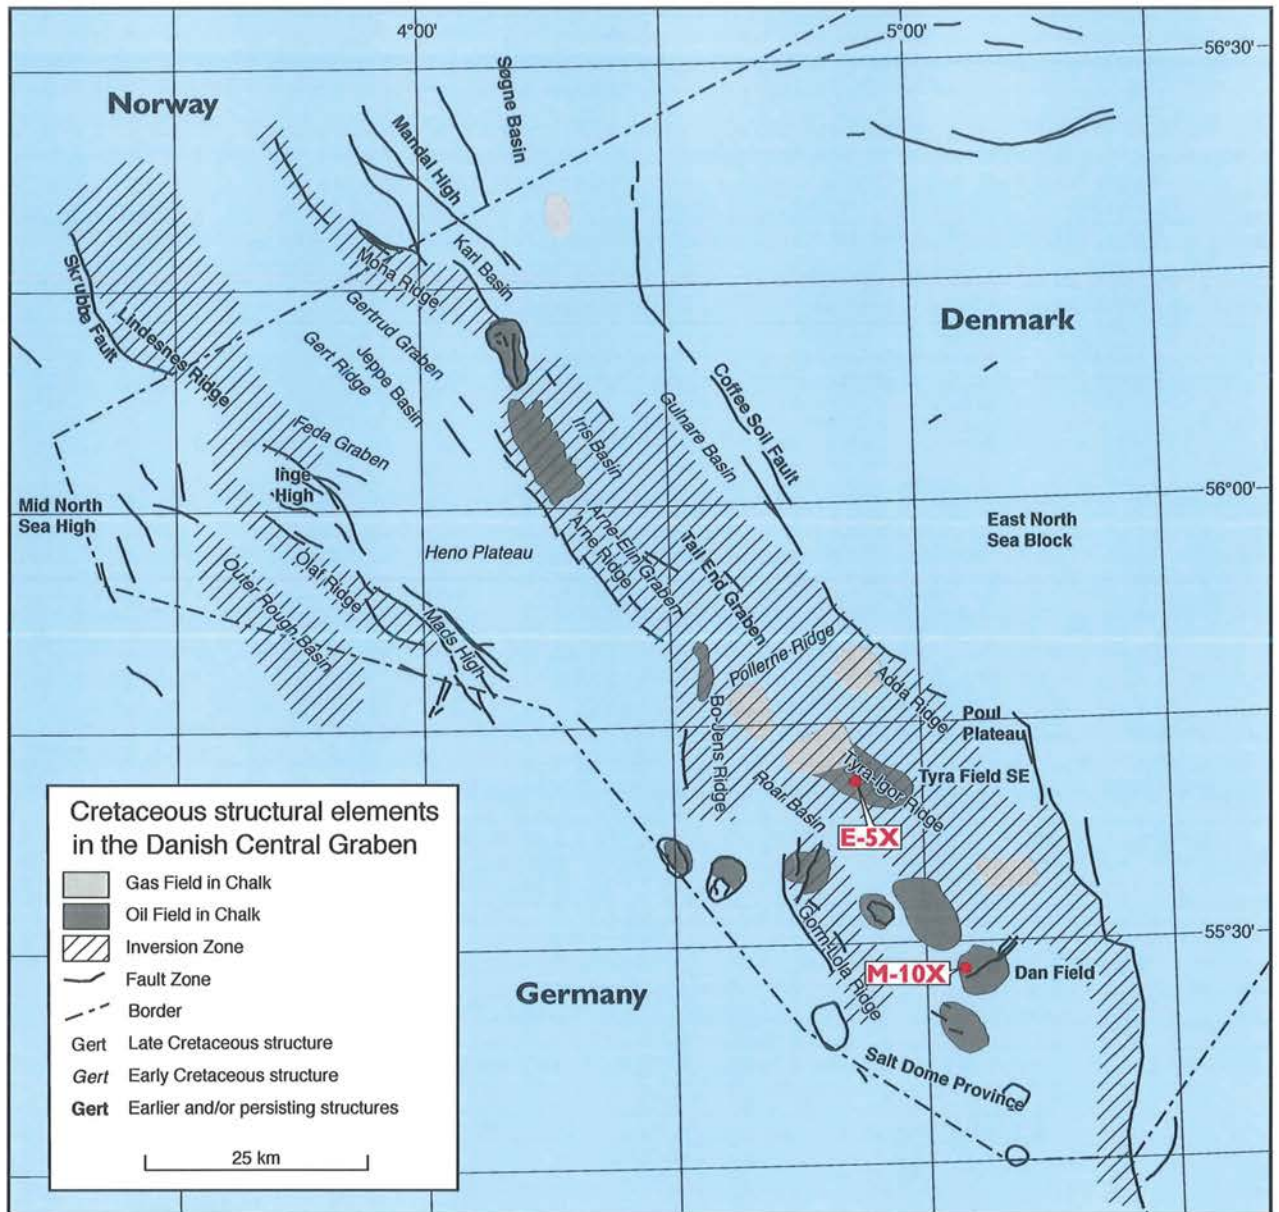 4°00'
5°00'
56°30'
Norway
Søgne Basin
Mandal High
Karl Basin
Mona Ridge
Skrubbe Fault
Lindesnes Ridge
Gertrud Graben
Gert Ridge
Jeppe Basin
Denmark
Coffee Soil Fault
Gulnare Basin
Iris Basin
Feda Graben
Inge
High
Mid North
Sea High
56°00'
East North
Sea Block
Heno Plateau
Arne-Elin Graben
Arne Ridge
Tail End Graben
Olaf Ridge
Outer Rough Basin
Mads High
Pollerne Ridge
Adda Ridge
Bo-Jens Ridge
Poul
Plateau
Tyra Field SE
Tyra-Igor Ridge
Roar Basin
E-5X
55°30'
Gorm-Lola Ridge
M-10X
Dan Field
Germany
Salt Dome Province
Cretaceous structural elements
in the Danish Central Graben
Gas Field in Chalk
Oil Field in Chalk
Inversion Zone
Fault Zone
Border
Gert Late Cretaceous structure
Gert Early Cretaceous structure
Gert Earlier and/or persisting structures
25 km